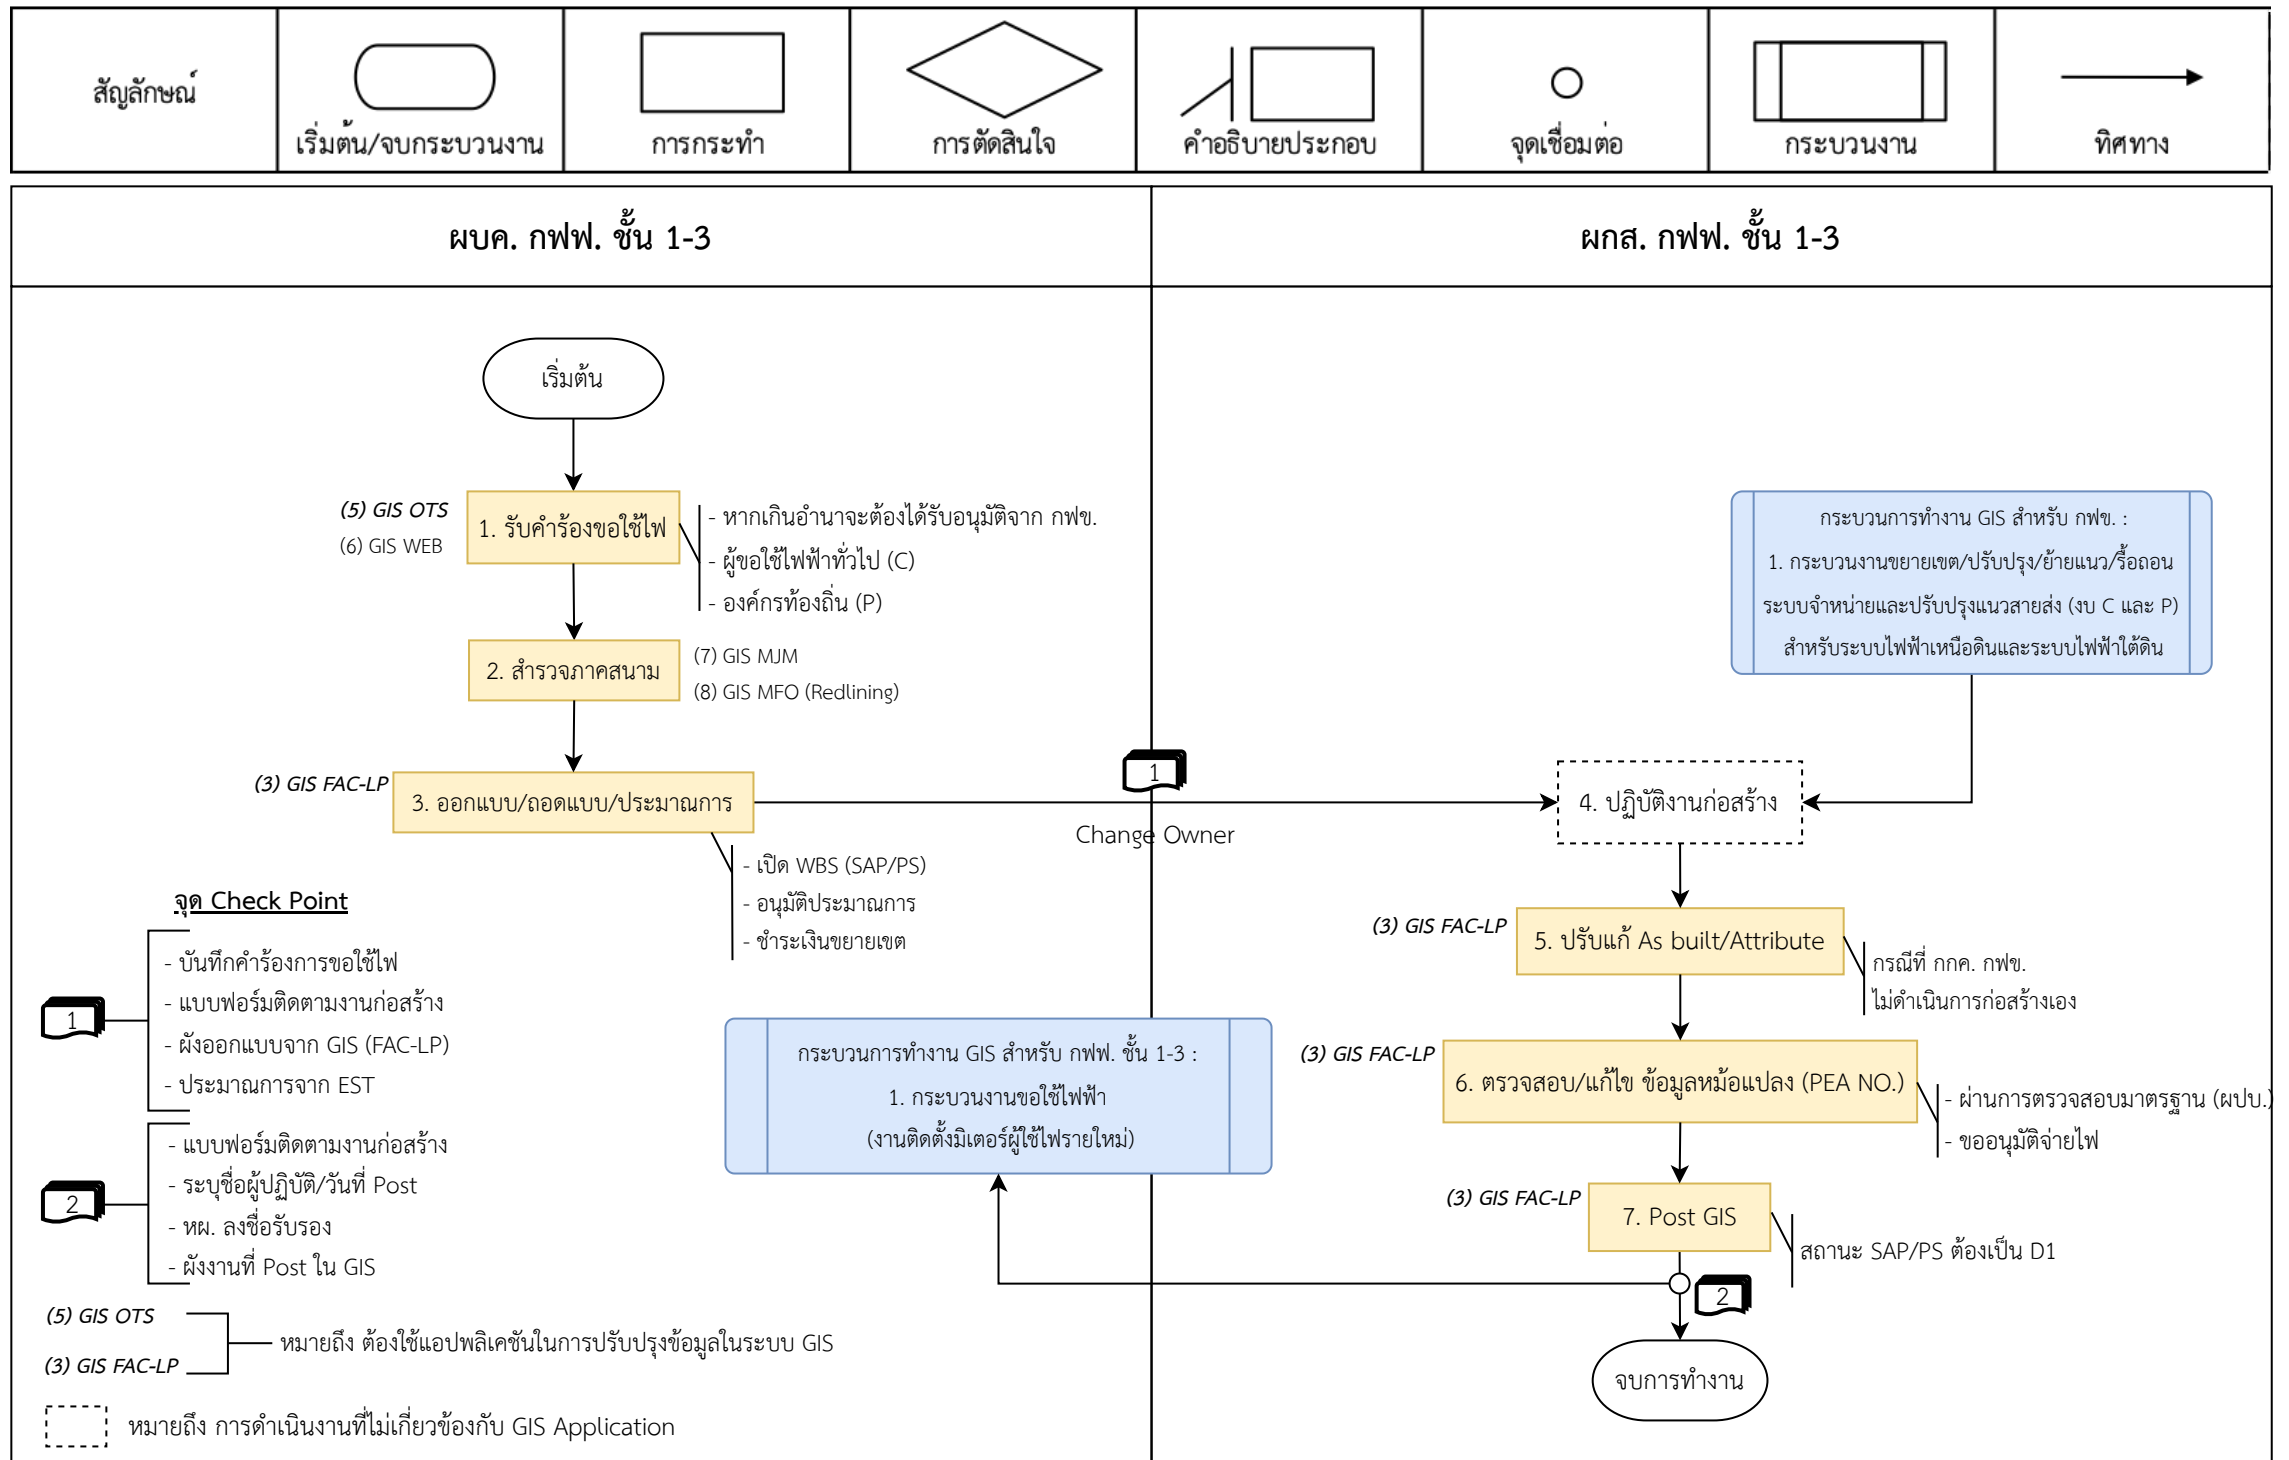 สัญลักษณ์
เริ่มต้น/จบกระบวนงาน
การกระทำ
การตัดสินใจ
คำอธิบายประกอบ
จุดเชื่อมต่อ
กระบวนงาน
ทิศทาง
ผบค. กฟฟ. ชั้น 1-3
ผกส. กฟฟ. ชั้น 1-3
เริ่มต้น
(5) GIS OTS
(6) GIS WEB
1. รับคำร้องขอใช้ไฟ
- หากเกินอำนาจะต้องได้รับอนุมัติจาก กฟข.
- ผู้ขอใช้ไฟฟ้าทั่วไป (C)
- องค์กรท้องถิ่น (P)
2. สำรวจภาคสนาม
(7) GIS MJM
(8) GIS MFO (Redlining)
(3) GIS FAC-LP
3. ออกแบบ/ถอดแบบ/ประมาณการ
- เปิด WBS (SAP/PS)
- อนุมัติประมาณการ
- ชำระเงินขยายเขต
1
Change Owner
กระบวนการทำงาน GIS สำหรับ กฟข. :
1. กระบวนงานขยายเขต/ปรับปรุง/ย้ายแนว/รื้อถอน
ระบบจำหน่ายและปรับปรุงแนวสายส่ง (งบ C และ P)
สำหรับระบบไฟฟ้าเหนือดินและระบบไฟฟ้าใต้ดิน
4. ปฏิบัติงานก่อสร้าง
(3) GIS FAC-LP
5. ปรับแก้ As built/Attribute
กรณีที่ กกค. กฟข.
ไม่ดำเนินการก่อสร้างเอง
(3) GIS FAC-LP
6. ตรวจสอบ/แก้ไข ข้อมูลหม้อแปลง (PEA NO.)
- ผ่านการตรวจสอบมาตรฐาน (ผปบ.)
- ขออนุมัติจ่ายไฟ
(3) GIS FAC-LP
7. Post GIS
สถานะ SAP/PS ต้องเป็น D1
2
จบการทำงาน
กระบวนการทำงาน GIS สำหรับ กฟฟ. ชั้น 1-3 :
1. กระบวนงานขอใช้ไฟฟ้า
(งานติดตั้งมิเตอร์ผู้ใช้ไฟรายใหม่)
จุด Check Point
1
- บันทึกคำร้องการขอใช้ไฟ
- แบบฟอร์มติดตามงานก่อสร้าง
- ผังออกแบบจาก GIS (FAC-LP)
- ประมาณการจาก EST
2
- แบบฟอร์มติดตามงานก่อสร้าง
- ระบุชื่อผู้ปฏิบัติ/วันที่ Post
- หผ. ลงชื่อรับรอง
- ผังงานที่ Post ใน GIS
(5) GIS OTS
(3) GIS FAC-LP
หมายถึง ต้องใช้แอปพลิเคชันในการปรับปรุงข้อมูลในระบบ GIS
หมายถึง การดำเนินงานที่ไม่เกี่ยวข้องกับ GIS Application